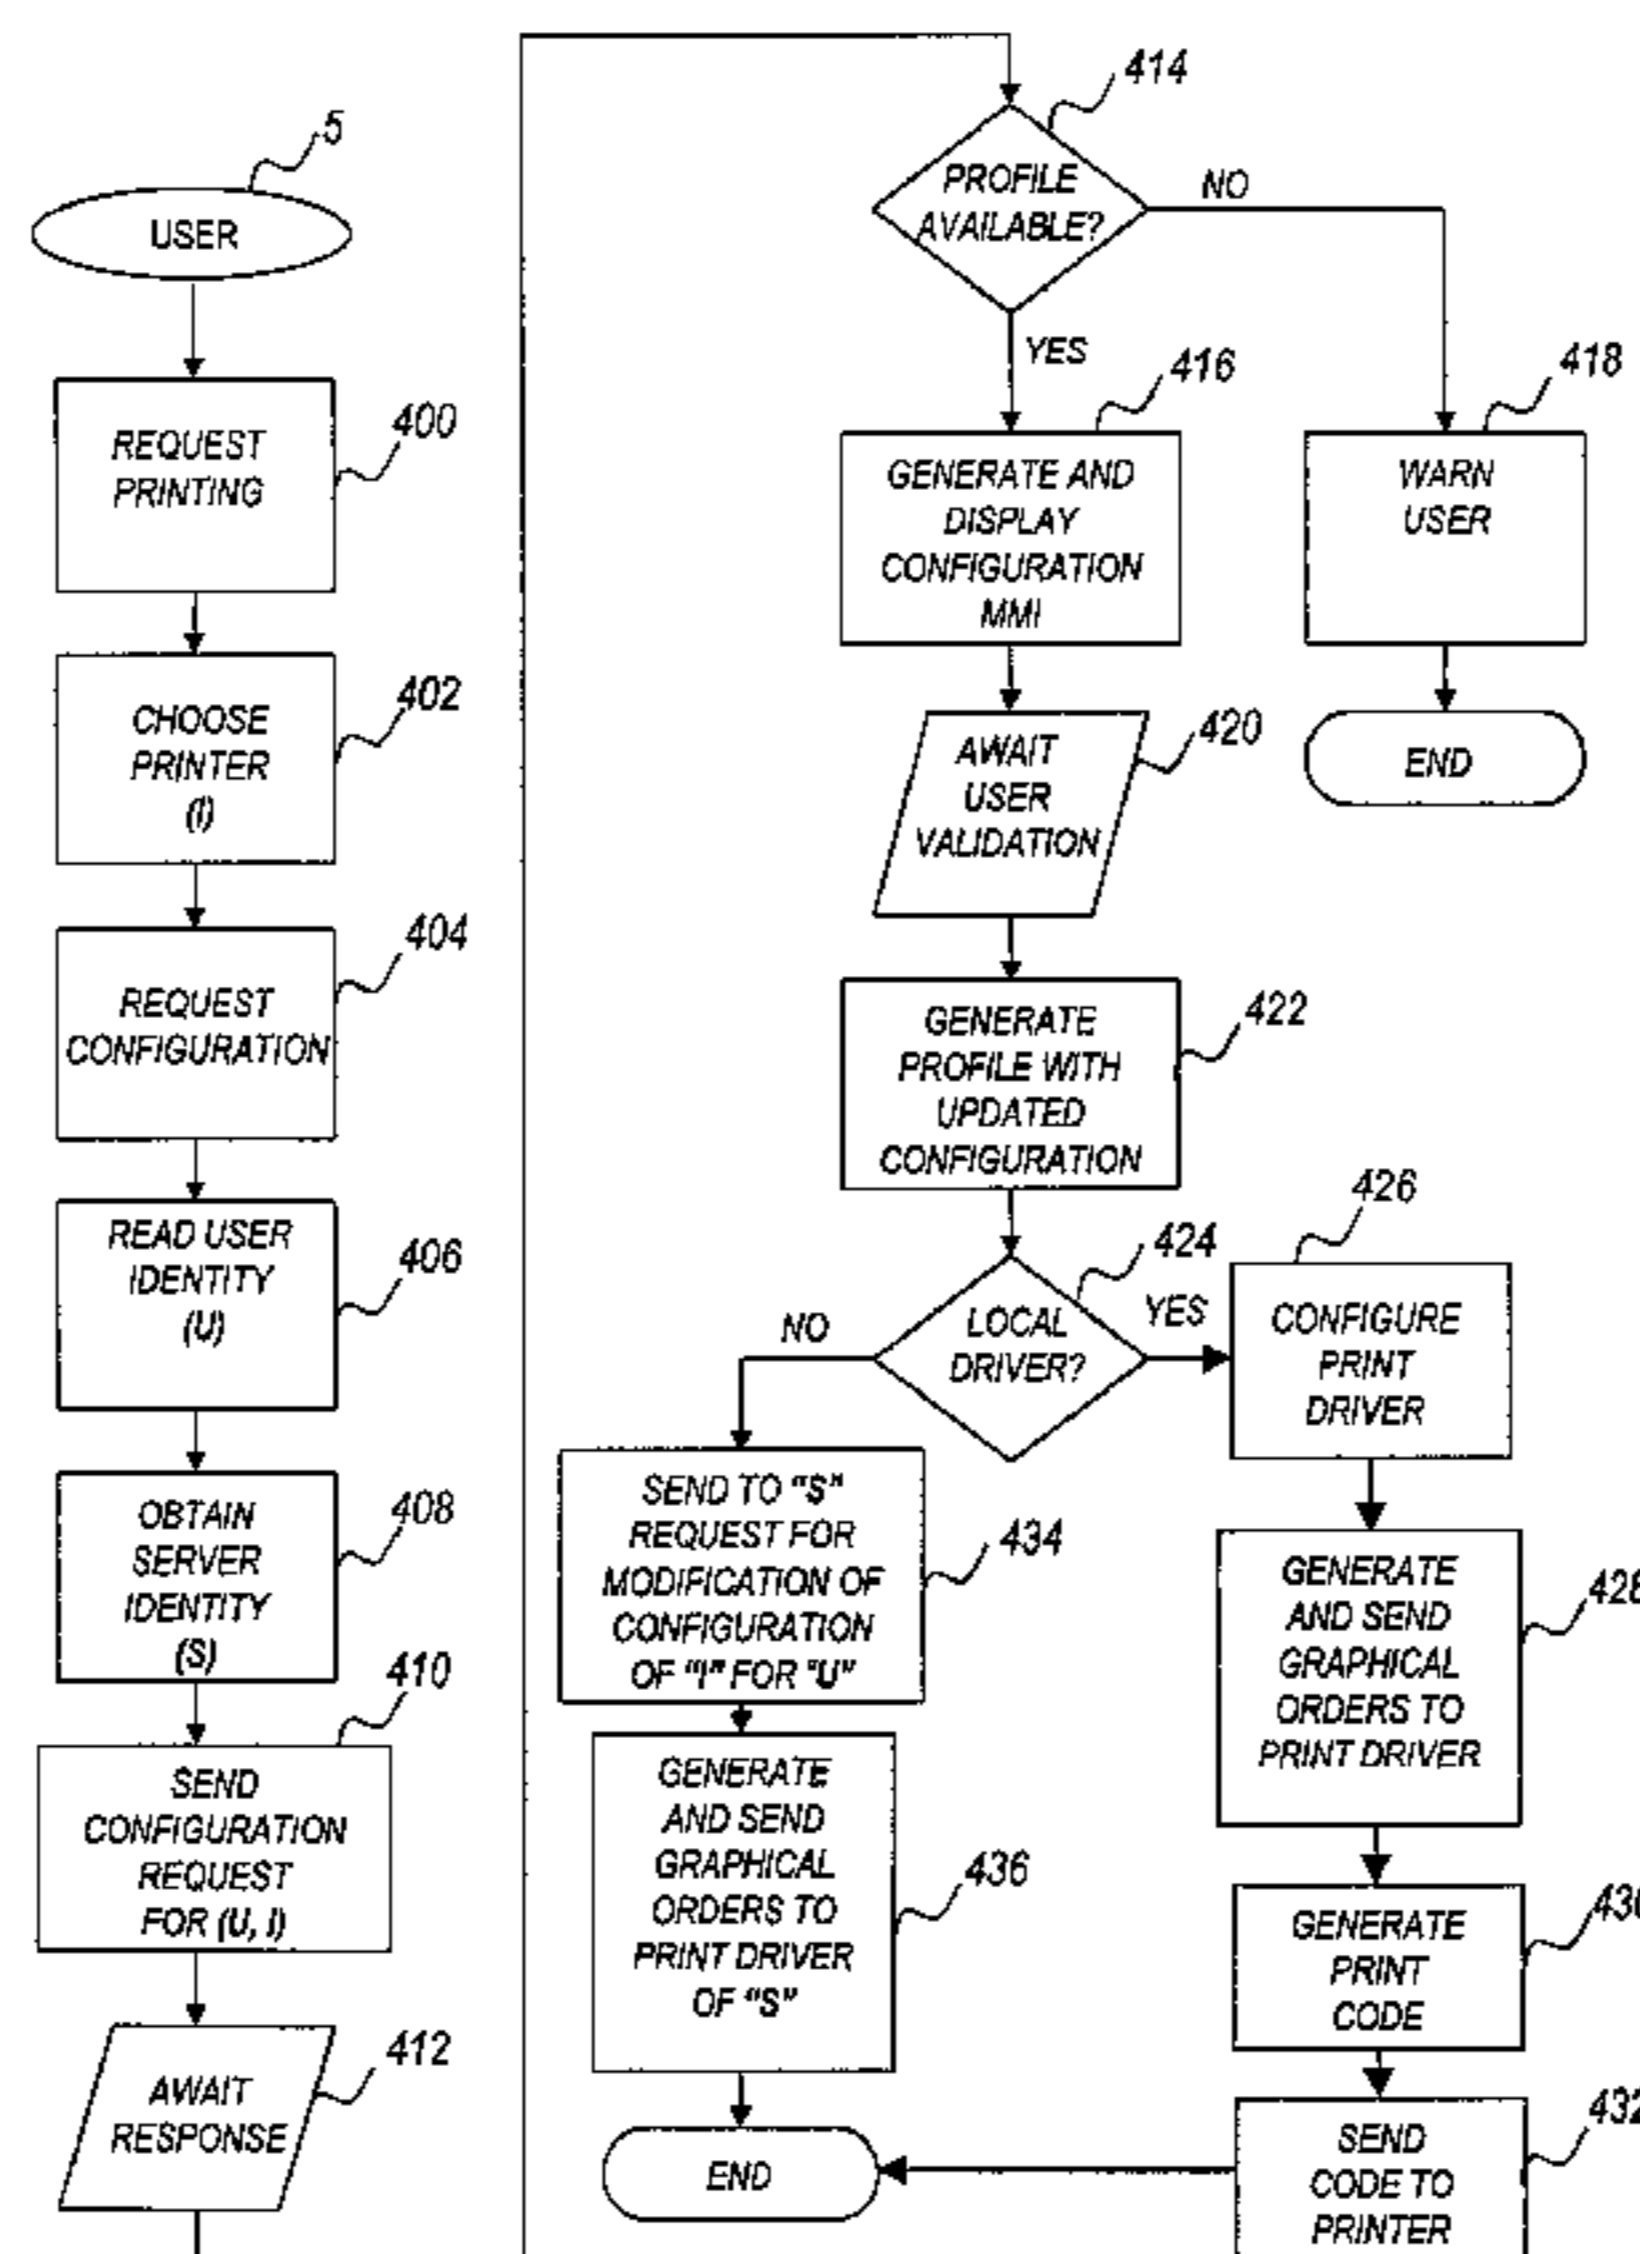 5
USER
400
REQUEST
PRINTING
402
CHOOSE
PRINTER
(I)
404
REQUEST
CONFIGURATION
406
READ USER
IDENTITY
(U)
408
OBTAIN
SERVER
IDENTITY
(S)
410
SEND
CONFIGURATION
REQUEST
FOR (U, I)
412
AWAIT
RESPONSE
414
PROFILE
AVAILABLE?
NO
YES
416
GENERATE AND
DISPLAY
CONFIGURATION
MMI
418
WARN
USER
END
420
AWAIT
USER
VALIDATION
422
GENERATE
PROFILE WITH
UPDATED
CONFIGURATION
424
LOCAL
DRIVER?
NO
YES
426
CONFIGURE
PRINT
DRIVER
428
GENERATE
AND SEND
GRAPHICAL
ORDERS TO
PRINT DRIVER
430
GENERATE
PRINT
CODE
432
SEND
CODE TO
PRINTER
434
SEND TO "S"
REQUEST FOR
MODIFICATION OF
CONFIGURATION
OF "I" FOR "U"
436
GENERATE
AND SEND
GRAPHICAL
ORDERS TO
PRINT DRIVER
OF "S"
END